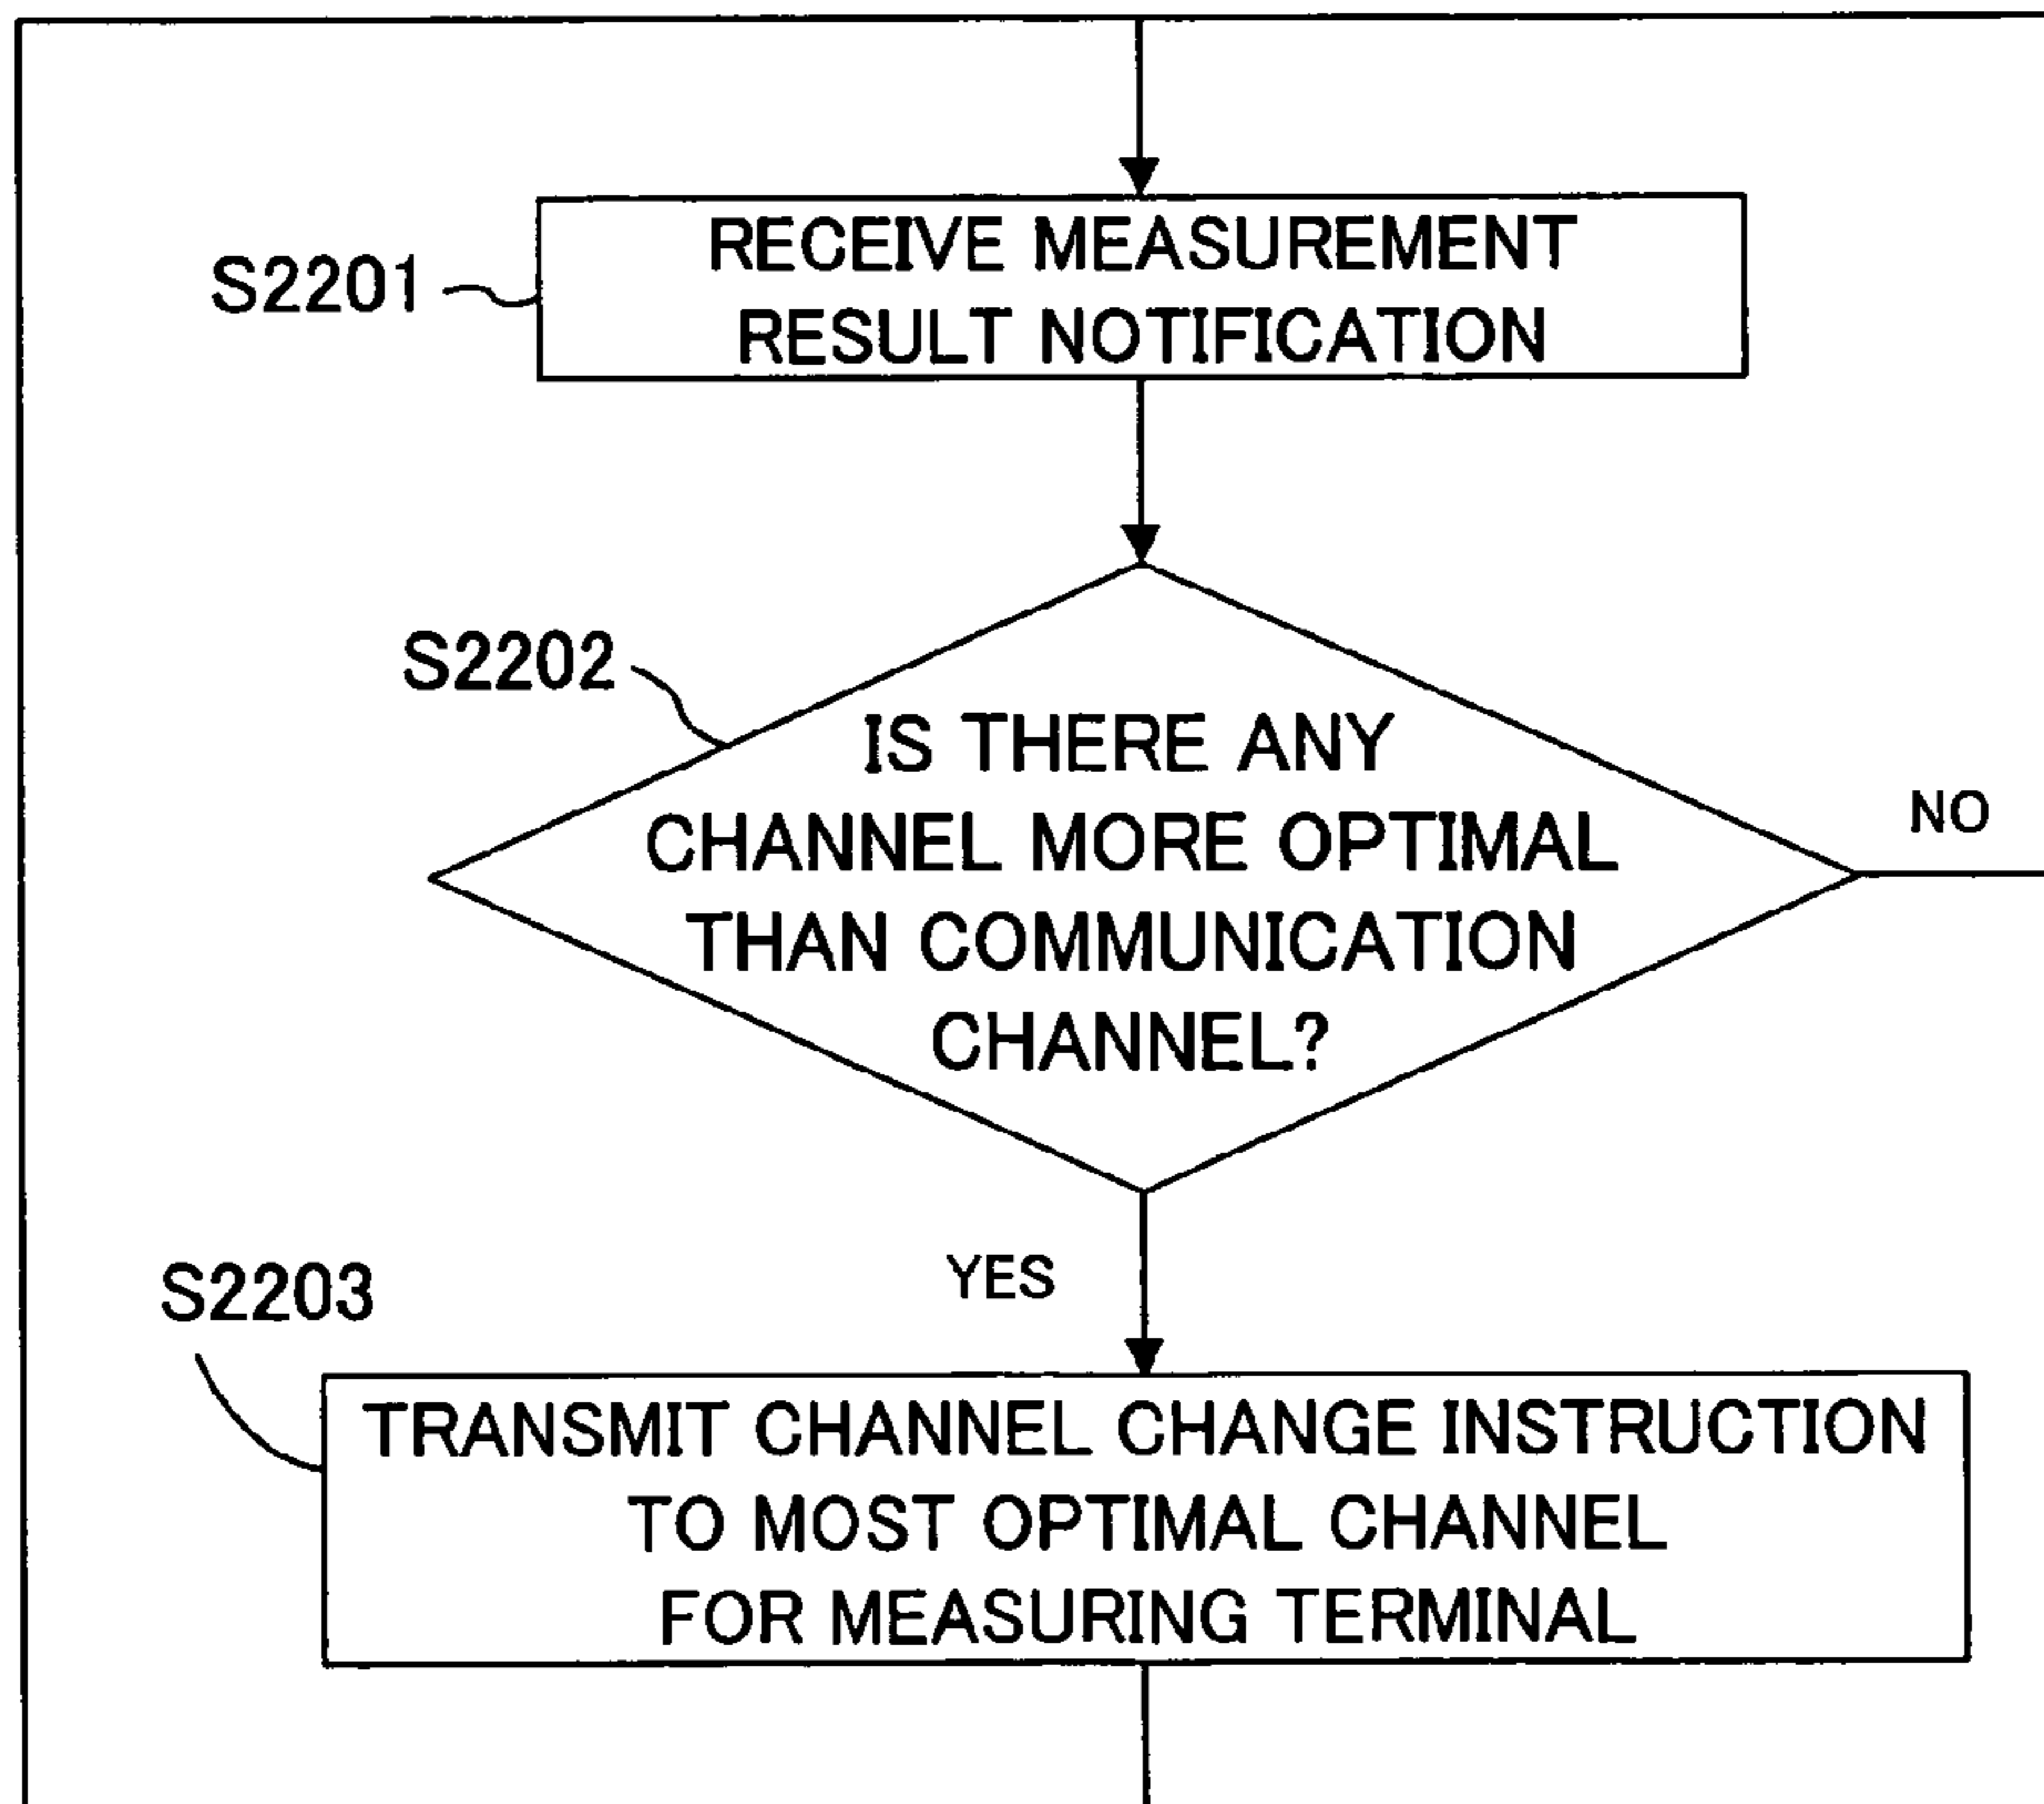 S2201
RECEIVE MEASUREMENT
RESULT NOTIFICATION
S2202
IS THERE ANY
CHANNEL MORE OPTIMAL
THAN COMMUNICATION
CHANNEL?
NO
YES
S2203
TRANSMIT CHANNEL CHANGE INSTRUCTION
TO MOST OPTIMAL CHANNEL
FOR MEASURING TERMINAL